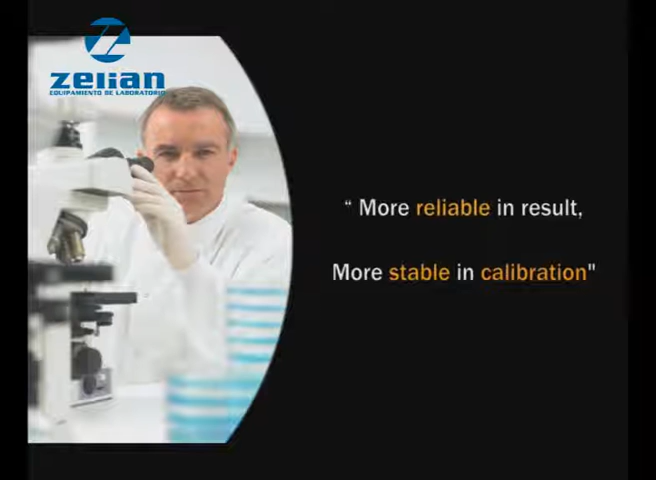 zelian
EQUIPAMIENTO DE LABORATORIO
“ More reliable in result,
More stable in calibration"